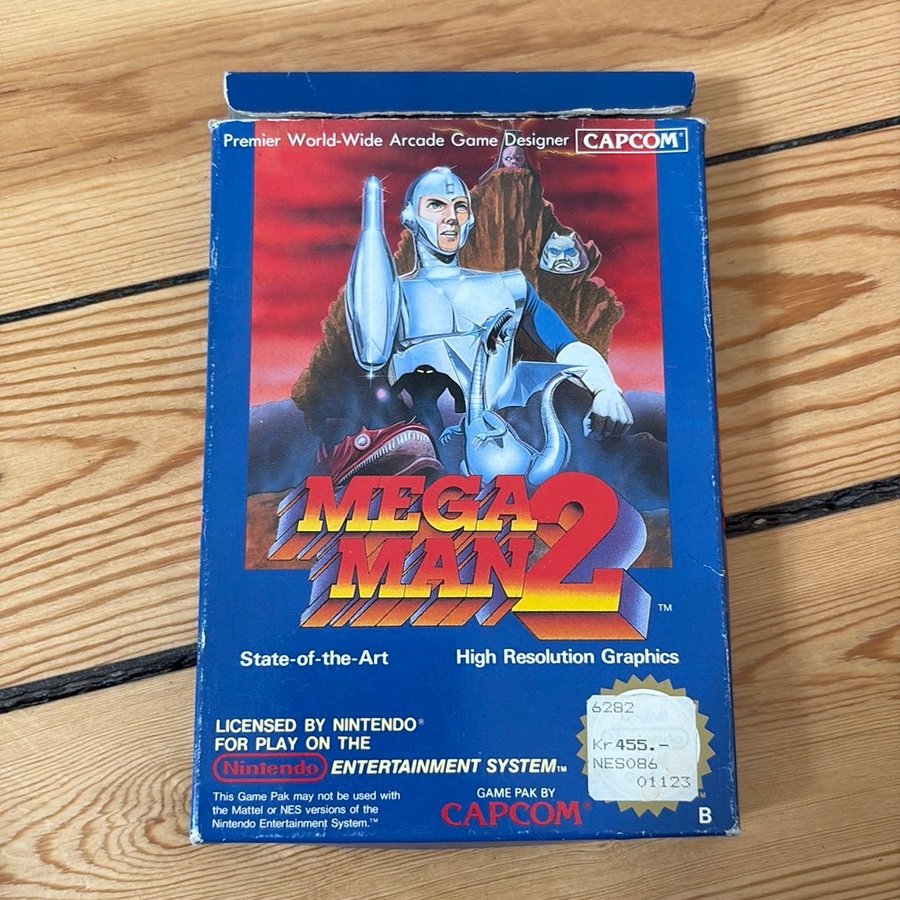 Premier World-Wide Arcade Game Designer CAPCOM®
MEGA
MAN 2
TM
State-of-the-Art High Resolution Graphics
LICENSED BY NINTENDO®
FOR PLAY ON THE
Nintendo ENTERTAINMENT SYSTEM™
This Game Pak may not be used with
the Mattel or NES versions of the
Nintendo Entertainment System.™
GAME PAK BY
CAPCOM®
6282
Kr 455.-
NES086
01123
B